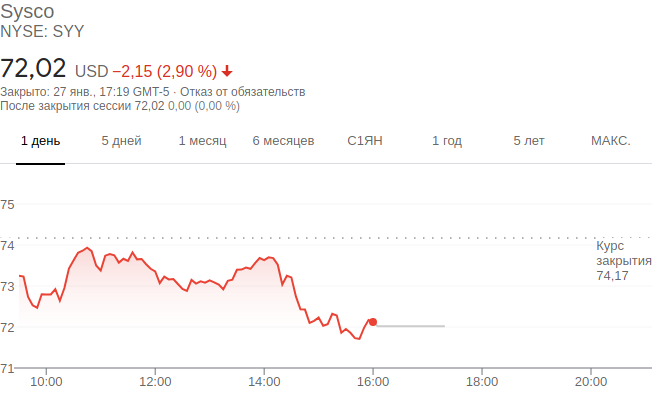 Sysco
NYSE: SYY
72,02 USD −2,15 (2,90 %)
Закрыто: 27 янв., 17:19 GMT-5 · Отказ от обязательств
После закрытия сессии 72,02 0,00 (0,00 %)
1 день 5 дней 1 месяц 6 месяцев С1ЯН 1 год 5 лет МАКС.
75
74
73
72
71
Курс
закрытия
74,17
10:00 12:00 14:00 16:00 18:00 20:00